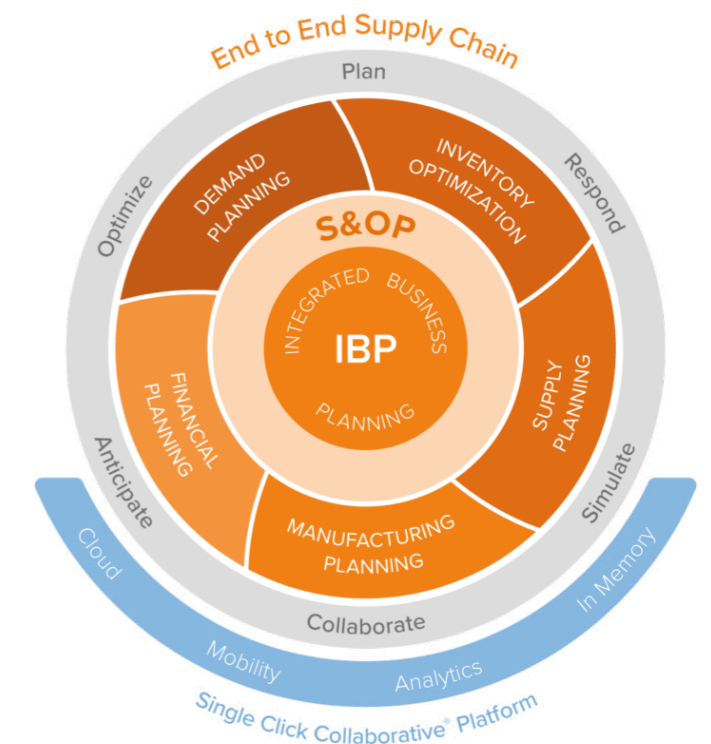 End to End Supply Chain
Plan
Respond
Simulate
Collaborate
Anticipate
Optimize
DEMAND
PLANNING
INVENTORY
OPTIMIZATION
SUPPLY
PLANNING
MANUFACTURING
PLANNING
FINANCIAL
PLANNING
S&OP
INTEGRATED BUSINESS
IBP
PLANNING
Cloud
Mobility
Analytics
In Memory
Single Click Collaborative® Platform